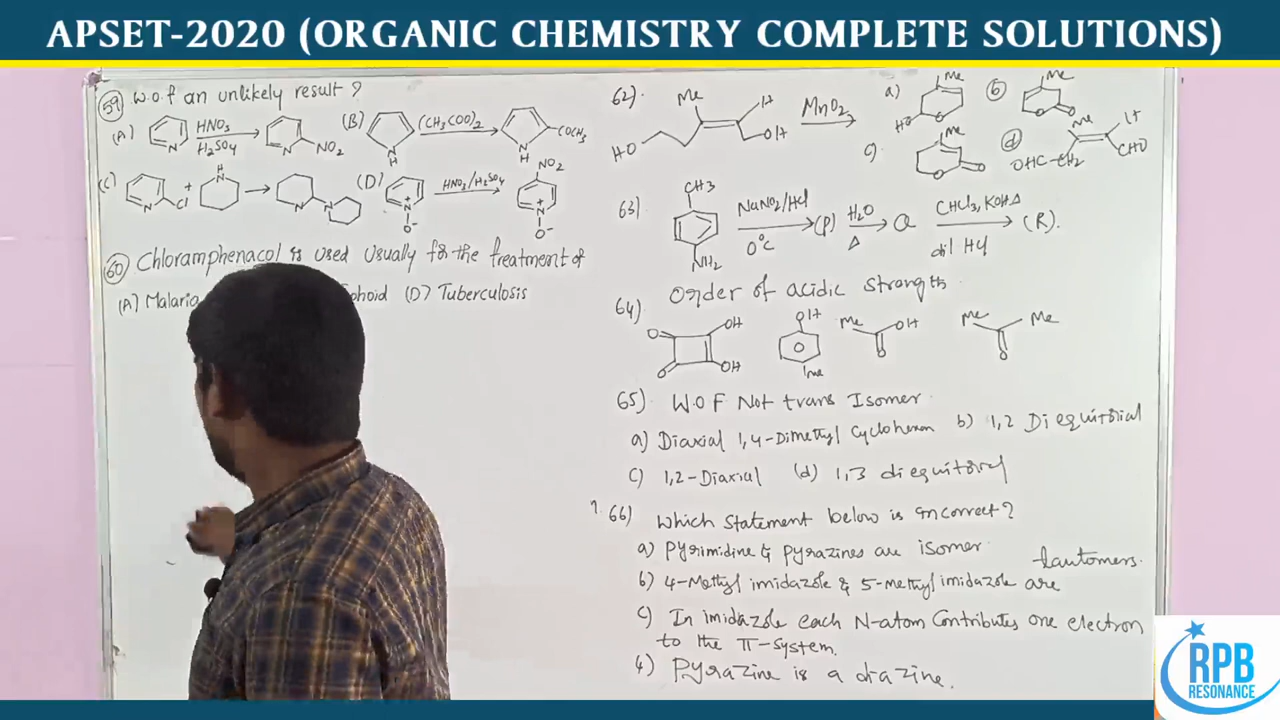 APSET-2020 (ORGANIC CHEMISTRY COMPLETE SOLUTIONS)
59 W.O.f an unlikely result ?
(A) N HNO3 H2SO4 N NO2 (B) N H (CH3COO)2 N H COCH3
(C) N Cl + H N N N (D) N+ O- HNO3/H2SO4 NO2 N+ O-
60 Chloramphenacol is used usually for the treatment of
(A) Malaria (D) Tuberculosis
62) HO Me H OH MnO2 a) Me HO O b) Me O O
c) Me O O d) Me H OHC-CH2 CHO
63) CH3 NH2 NaNO2/HCl 0°C (P) H2O Δ Q CHCl3, KOH Δ dil HCl (R).
64) Order of acidic strength
O O OH OH OH Me Me OH O Me Me O
65) W.O.F Not trans Isomer
a) Diaxial 1,4-Dimethyl Cyclohexan b) 1,2 Diequitorial
c) 1,2-Diaxial (d) 1,3 diequitoral
66) Which statement below is incorrect?
a) Pyrimidine & pyrazines are isomer
b) 4-Methyl imidazole & 5-methyl imidazole are tautomers.
c) In imidazole each N-atom Contributes one electron
to the π-system.
4) Pyrazine is a diazine.
RPB
RESONANCE